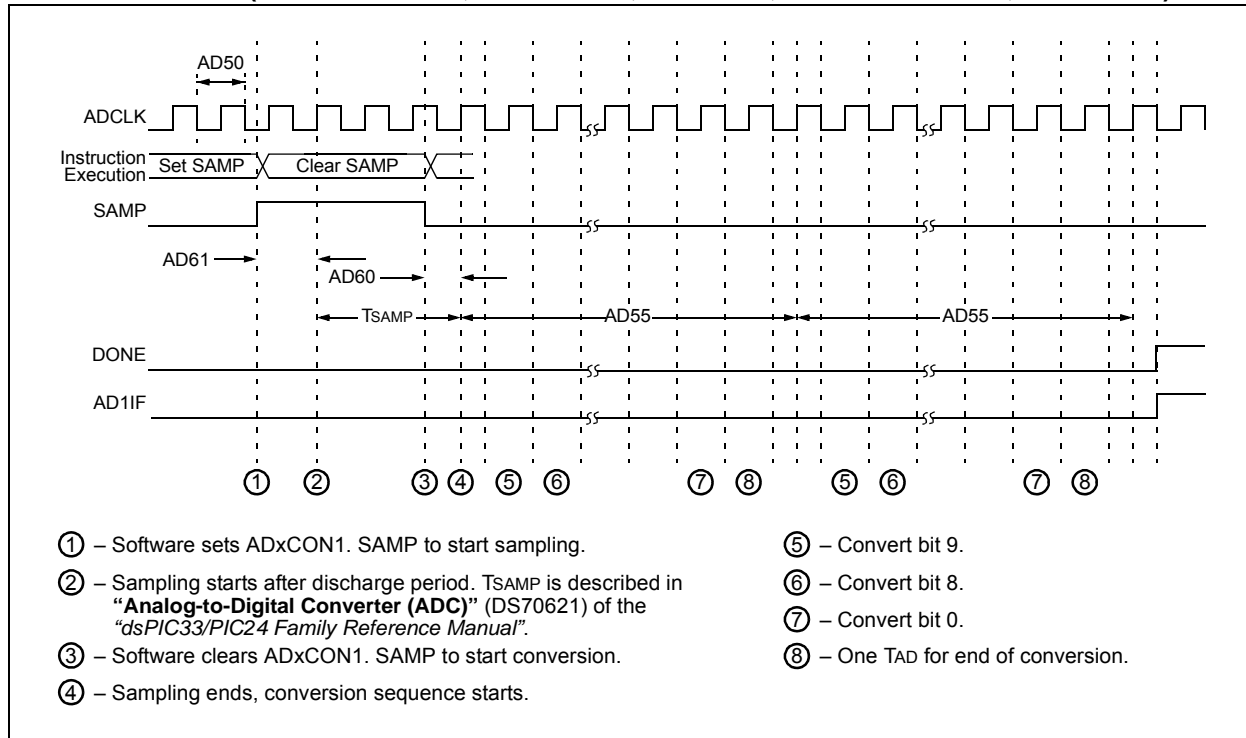 AD50
ADCLK
Instruction
Execution
Set SAMP
Clear SAMP
SAMP
AD61
AD60
TSAMP
AD55
AD55
DONE
AD1IF
1 2 3 4 5 6 7 8 5 6 7 8
1 – Software sets ADxCON1. SAMP to start sampling.
2 – Sampling starts after discharge period. TSAMP is described in
“Analog-to-Digital Converter (ADC)” (DS70621) of the
“dsPIC33/PIC24 Family Reference Manual”.
3 – Software clears ADxCON1. SAMP to start conversion.
4 – Sampling ends, conversion sequence starts.
5 – Convert bit 9.
6 – Convert bit 8.
7 – Convert bit 0.
8 – One TAD for end of conversion.